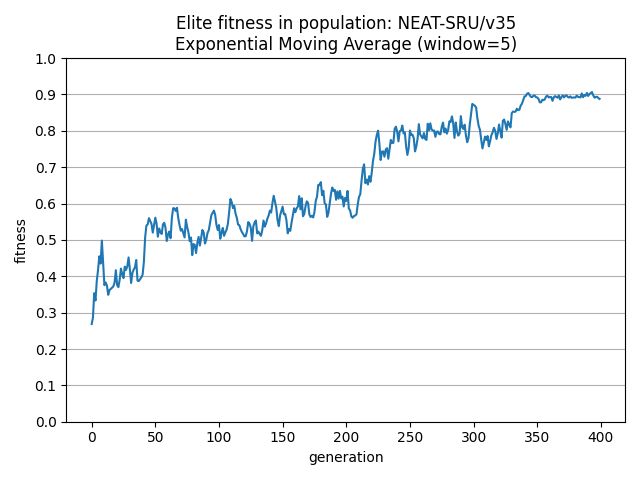 Elite fitness in population: NEAT-SRU/v35
Exponential Moving Average (window=5)
fitness
1.0
0.9
0.8
0.7
0.6
0.5
0.4
0.3
0.2
0.1
0.0
0 50 100 150 200 250 300 350 400
generation